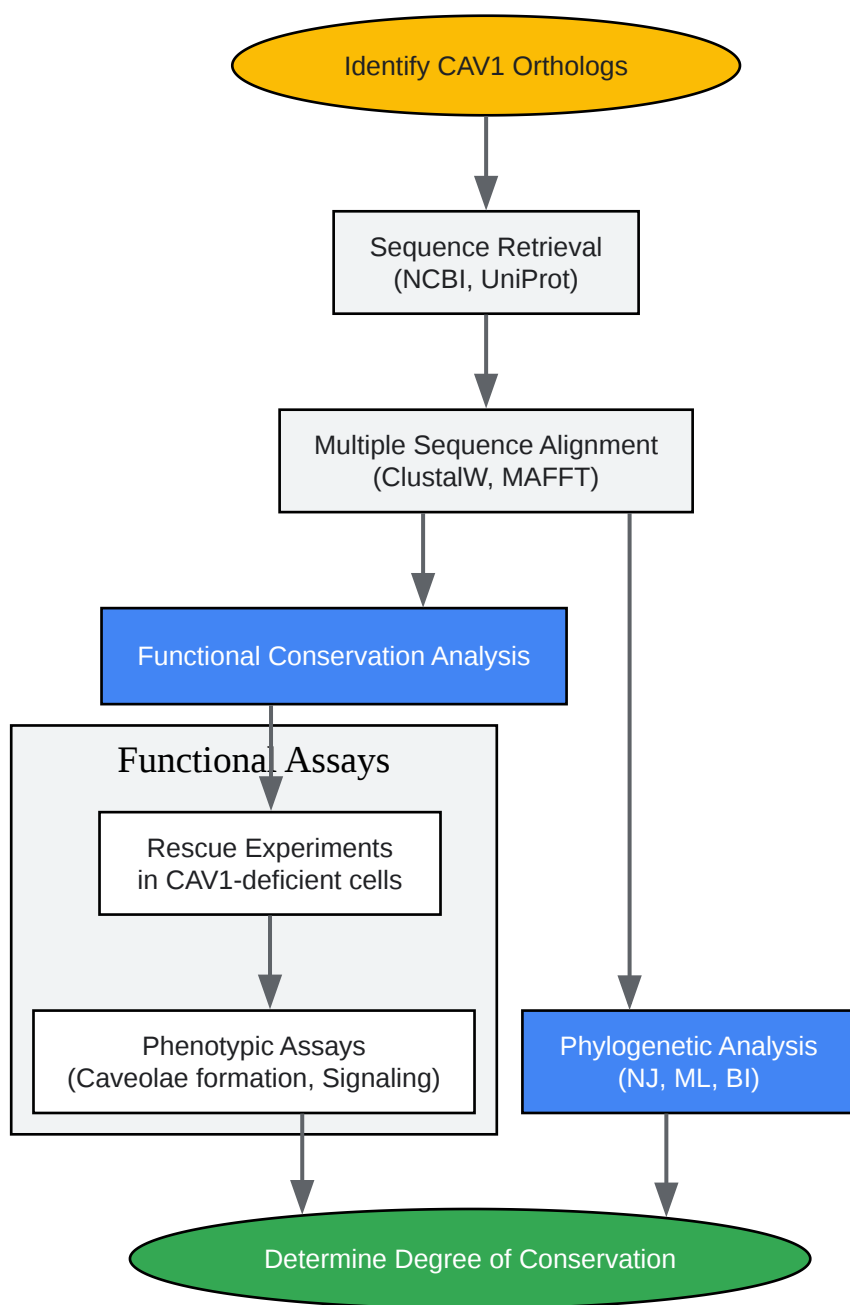 Identify CAV1 Orthologs
Sequence Retrieval
(NCBI, UniProt)
Multiple Sequence Alignment
(ClustalW, MAFFT)
Functional Conservation Analysis
Functional Assays
Rescue Experiments
in CAV1-deficient cells
Phenotypic Assays
(Caveolae formation, Signaling)
Phylogenetic Analysis
(NJ, ML, BI)
Determine Degree of Conservation